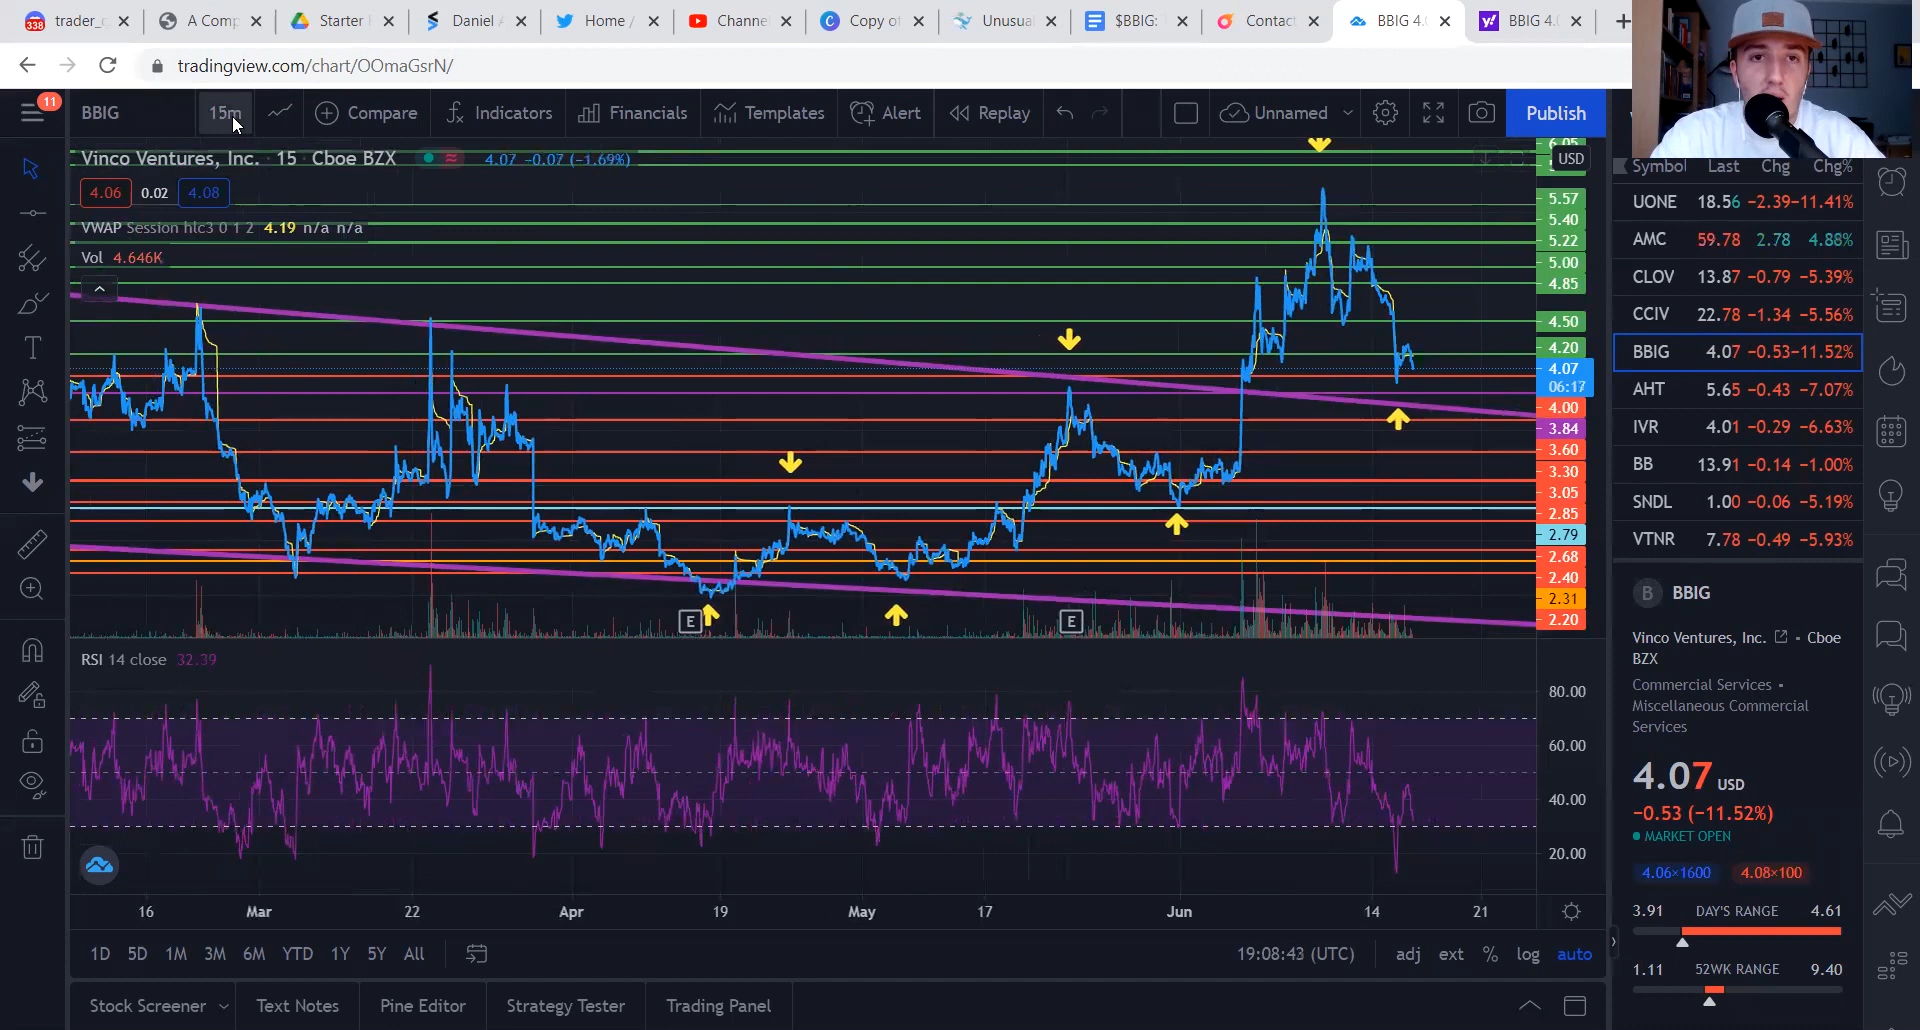 338 trader_ A Comp Starter Daniel Home / Channe Copy of Unusua $BBIG: Contac BBIG 4. BBIG 4.
tradingview.com/chart/OOmaGsrN/
11 BBIG 15m Compare Indicators Financials Templates Alert Replay Unnamed Publish
Vinco Ventures, Inc. · 15 · Cboe BZX 4.07 -0.07 (-1.69%)
4.06 0.02 4.08
VWAP Session hlc3 0 1 2 4.19 n/a n/a
Vol 4.646K
6.05
USD
5.57
5.40
5.22
5.00
4.85
4.50
4.20
4.07
06:17
4.00
3.84
3.60
3.30
3.05
2.85
2.79
2.68
2.40
2.31
2.20
E E
RSI 14 close 32.39
80.00
60.00
40.00
20.00
16 Mar 22 Apr 19 May 17 Jun 14 21
1D 5D 1M 3M 6M YTD 1Y 5Y All 19:08:43 (UTC) adj ext % log auto
Stock Screener Text Notes Pine Editor Strategy Tester Trading Panel
Symbol Last Chg Chg%
UONE 18.56 -2.39 -11.41%
AMC 59.78 2.78 4.88%
CLOV 13.87 -0.79 -5.39%
CCIV 22.78 -1.34 -5.56%
BBIG 4.07 -0.53 -11.52%
AHT 5.65 -0.43 -7.07%
IVR 4.01 -0.29 -6.63%
BB 13.91 -0.14 -1.00%
SNDL 1.00 -0.06 -5.19%
VTNR 7.78 -0.49 -5.93%
B BBIG
Vinco Ventures, Inc. · Cboe
BZX
Commercial Services ·
Miscellaneous Commercial
Services
4.07 USD
-0.53 (-11.52%)
MARKET OPEN
4.06×1600 4.08×100
3.91 DAY'S RANGE 4.61
1.11 52WK RANGE 9.40